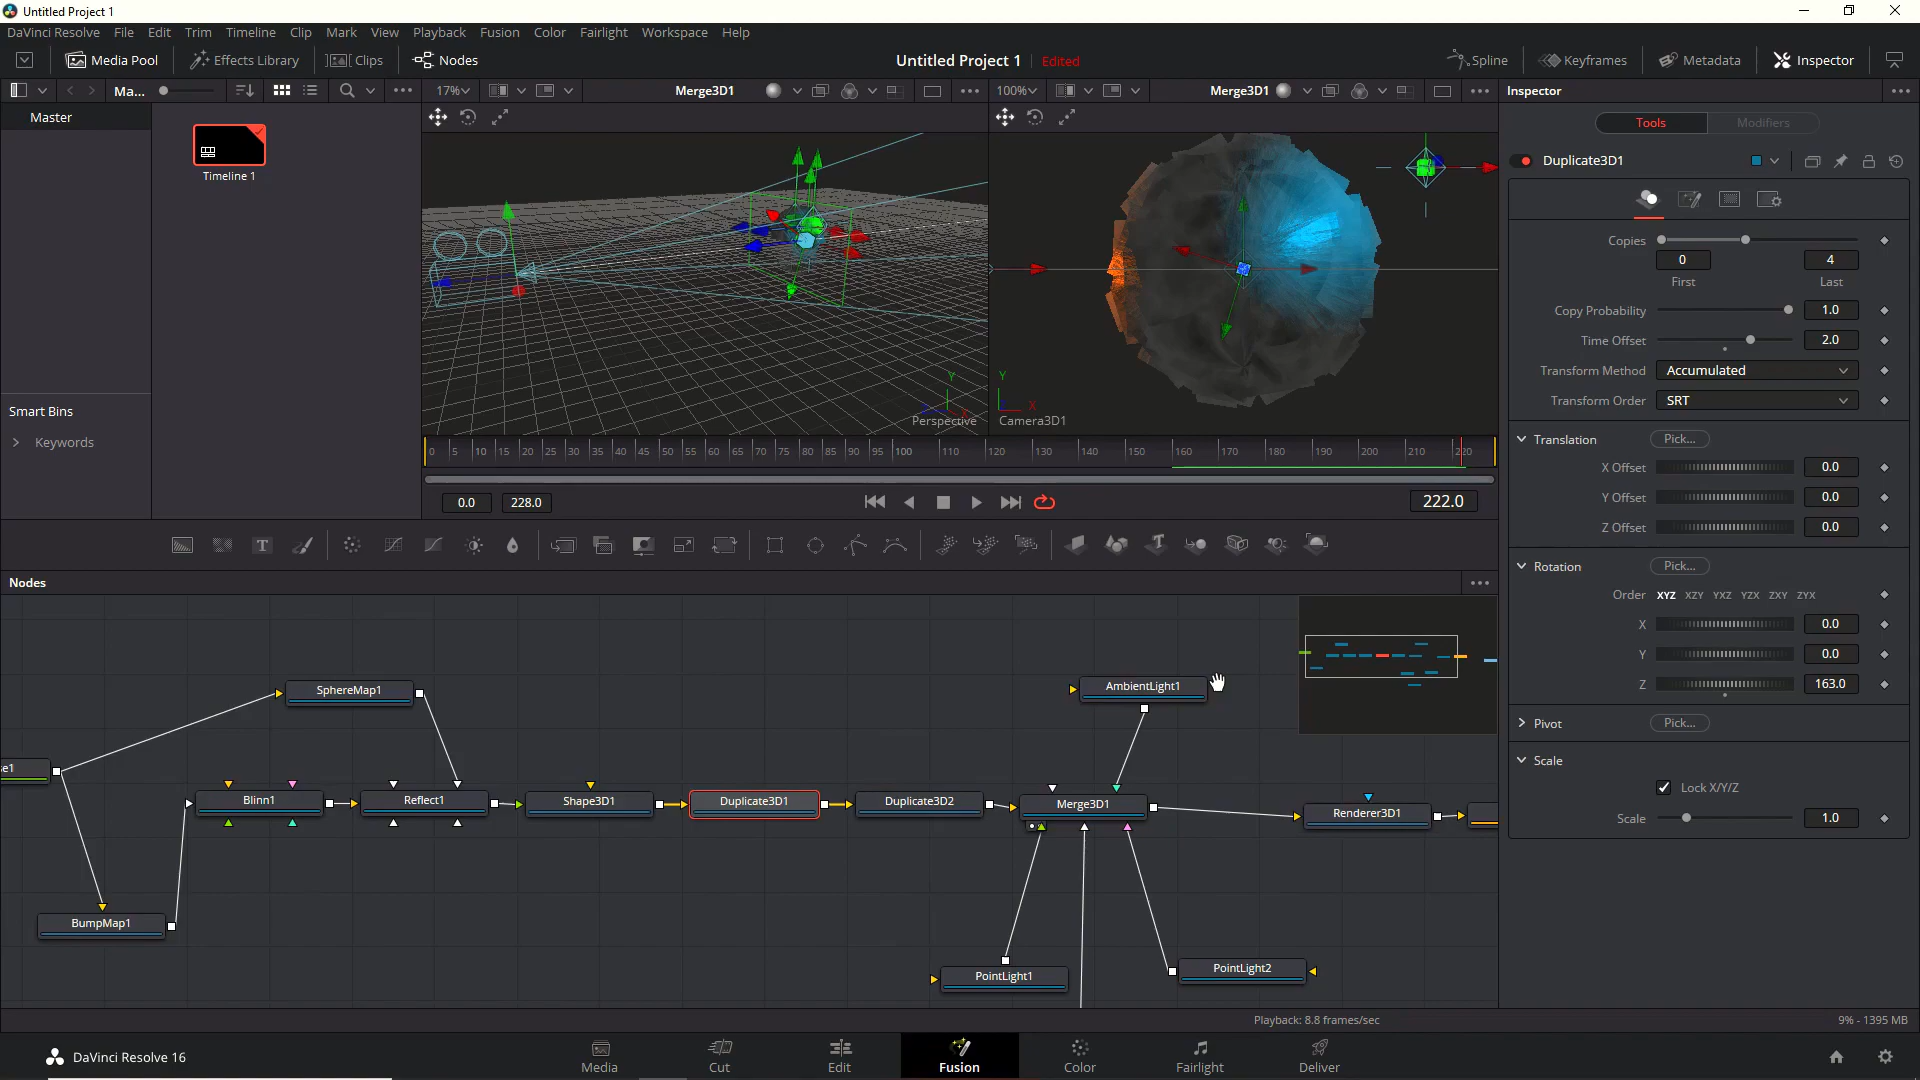 Untitled Project 1
DaVinci Resolve File Edit Trim Timeline Clip Mark View Playback Fusion Color Fairlight Workspace Help
Media Pool Effects Library Clips Nodes Untitled Project 1 Edited Spline Keyframes Metadata Inspector
Ma... 17% Merge3D1 100% Merge3D1 Inspector
Master
Timeline 1
Smart Bins
Keywords
Y
X
Perspective
Y
X
Camera3D1
0 5 10 15 20 25 30 35 40 45 50 55 60 65 70 75 80 85 90 95 100 110 120 130 140 150 160 170 180 190 200 210 220
0.0 228.0 222.0
Tools Modifiers
Duplicate3D1
Copies
0 4
First Last
Copy Probability 1.0
Time Offset 2.0
Transform Method Accumulated
Transform Order SRT
Translation Pick...
X Offset 0.0
Y Offset 0.0
Z Offset 0.0
Rotation Pick...
Order XYZ XZY YXZ YZX ZXY ZYX
X 0.0
Y 0.0
Z 163.0
Pivot Pick...
Scale
Lock X/Y/Z
Scale 1.0
Nodes
SphereMap1
AmbientLight1
e1
Blinn1
Reflect1
Shape3D1
Duplicate3D1
Duplicate3D2
Merge3D1
Renderer3D1
BumpMap1
PointLight1
PointLight2
Playback: 8.8 frames/sec 9% - 1395 MB
DaVinci Resolve 16
Media Cut Edit Fusion Color Fairlight Deliver